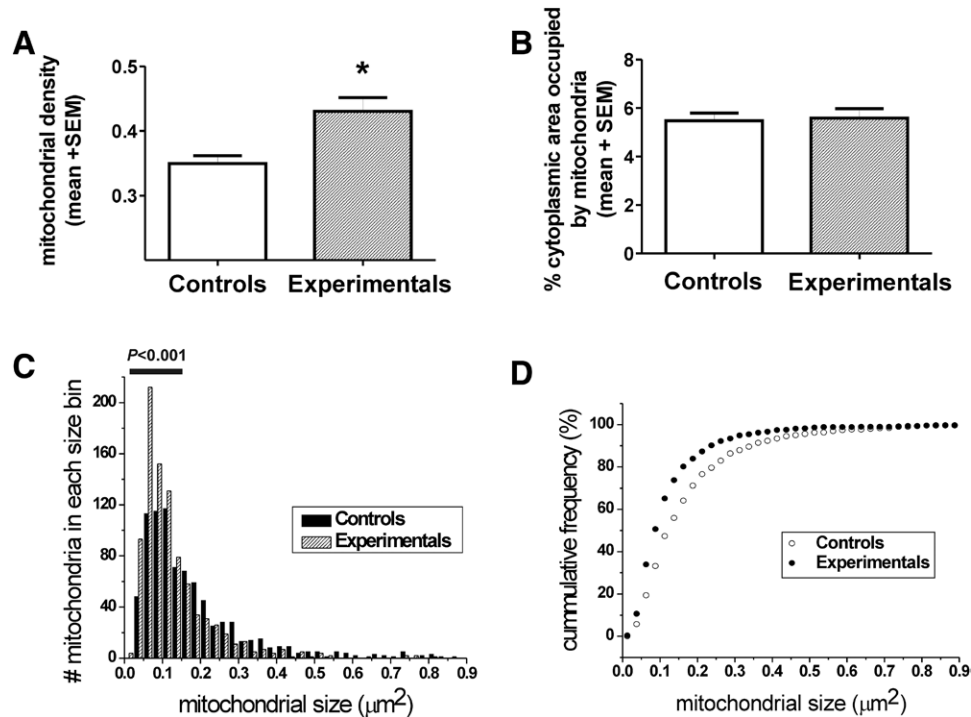 A
mitochondrial density
(mean +SEM)
0.5
0.4
0.3
*
Controls
Experimentals
B
% cytoplasmic area occupied
by mitochondria
(mean + SEM)
8
6
4
2
0
Controls
Experimentals
C
P<0.001
# mitochondria in each size bin
200
160
120
80
40
0
Controls
Experimentals
0.0 0.1 0.2 0.3 0.4 0.5 0.6 0.7 0.8 0.9
mitochondrial size (μm2)
D
cummulative frequency (%)
100
80
60
40
20
0
Controls
Experimentals
0.0 0.1 0.2 0.3 0.4 0.5 0.6 0.7 0.8 0.9
mitochondrial size (μm2)